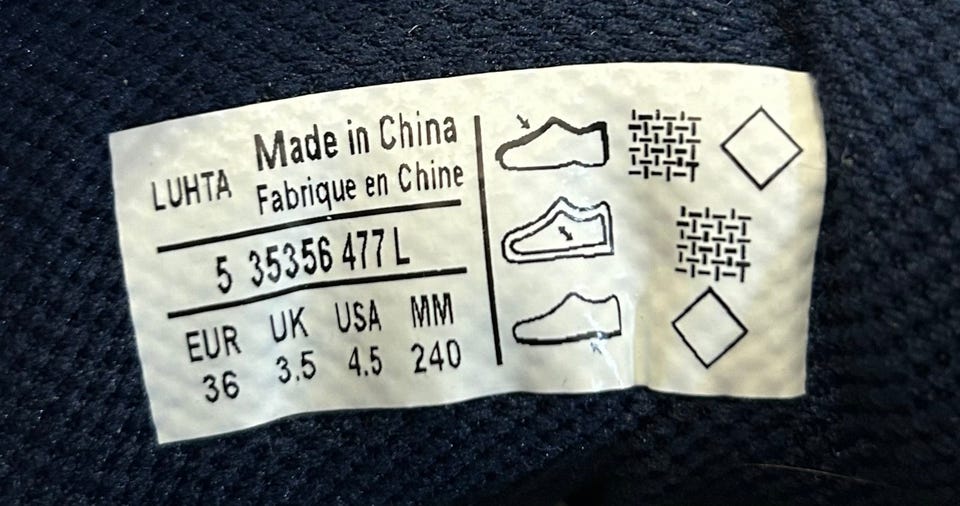 Made in China
LUHTA Fabrique en Chine
5 35356 477 L
EUR UK USA MM
36 3.5 4.5 240